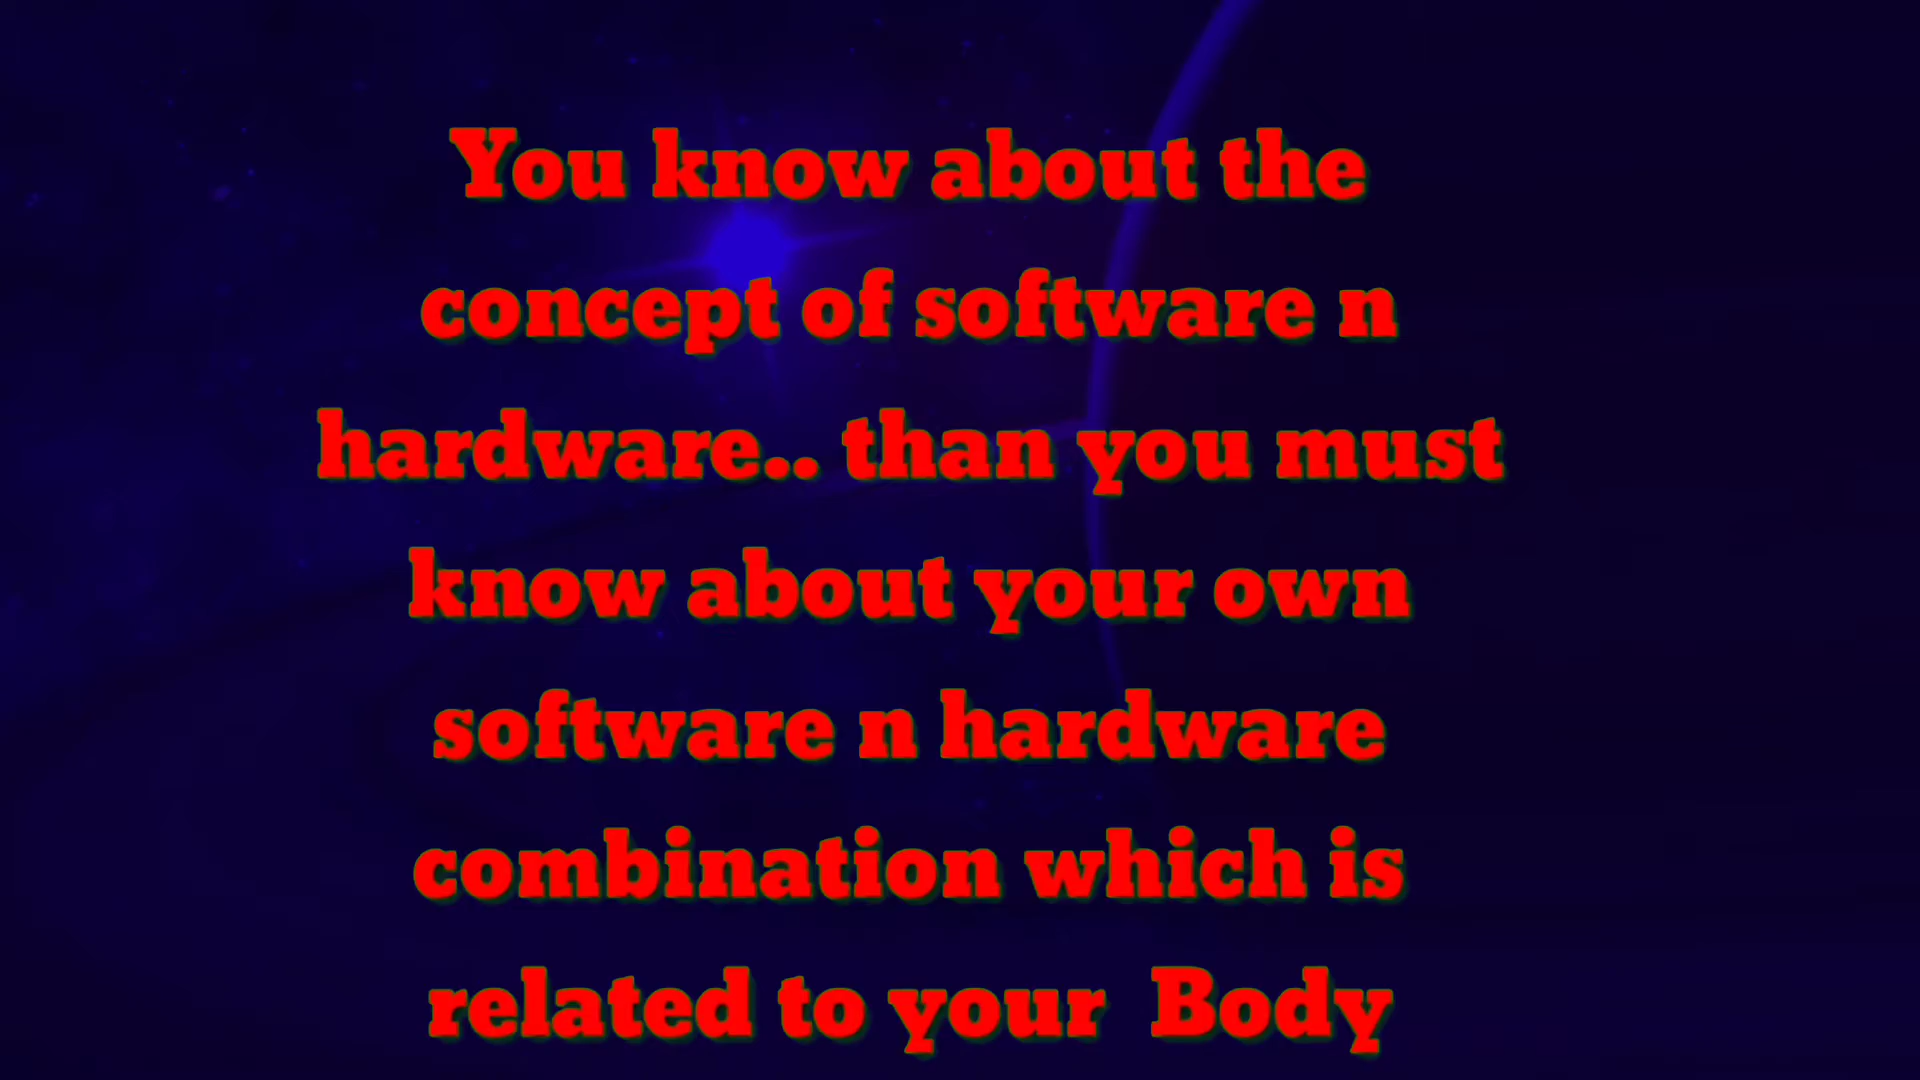 You know about the
concept of software n
hardware.. than you must
know about your own
software n hardware
combination which is
related to your  Body